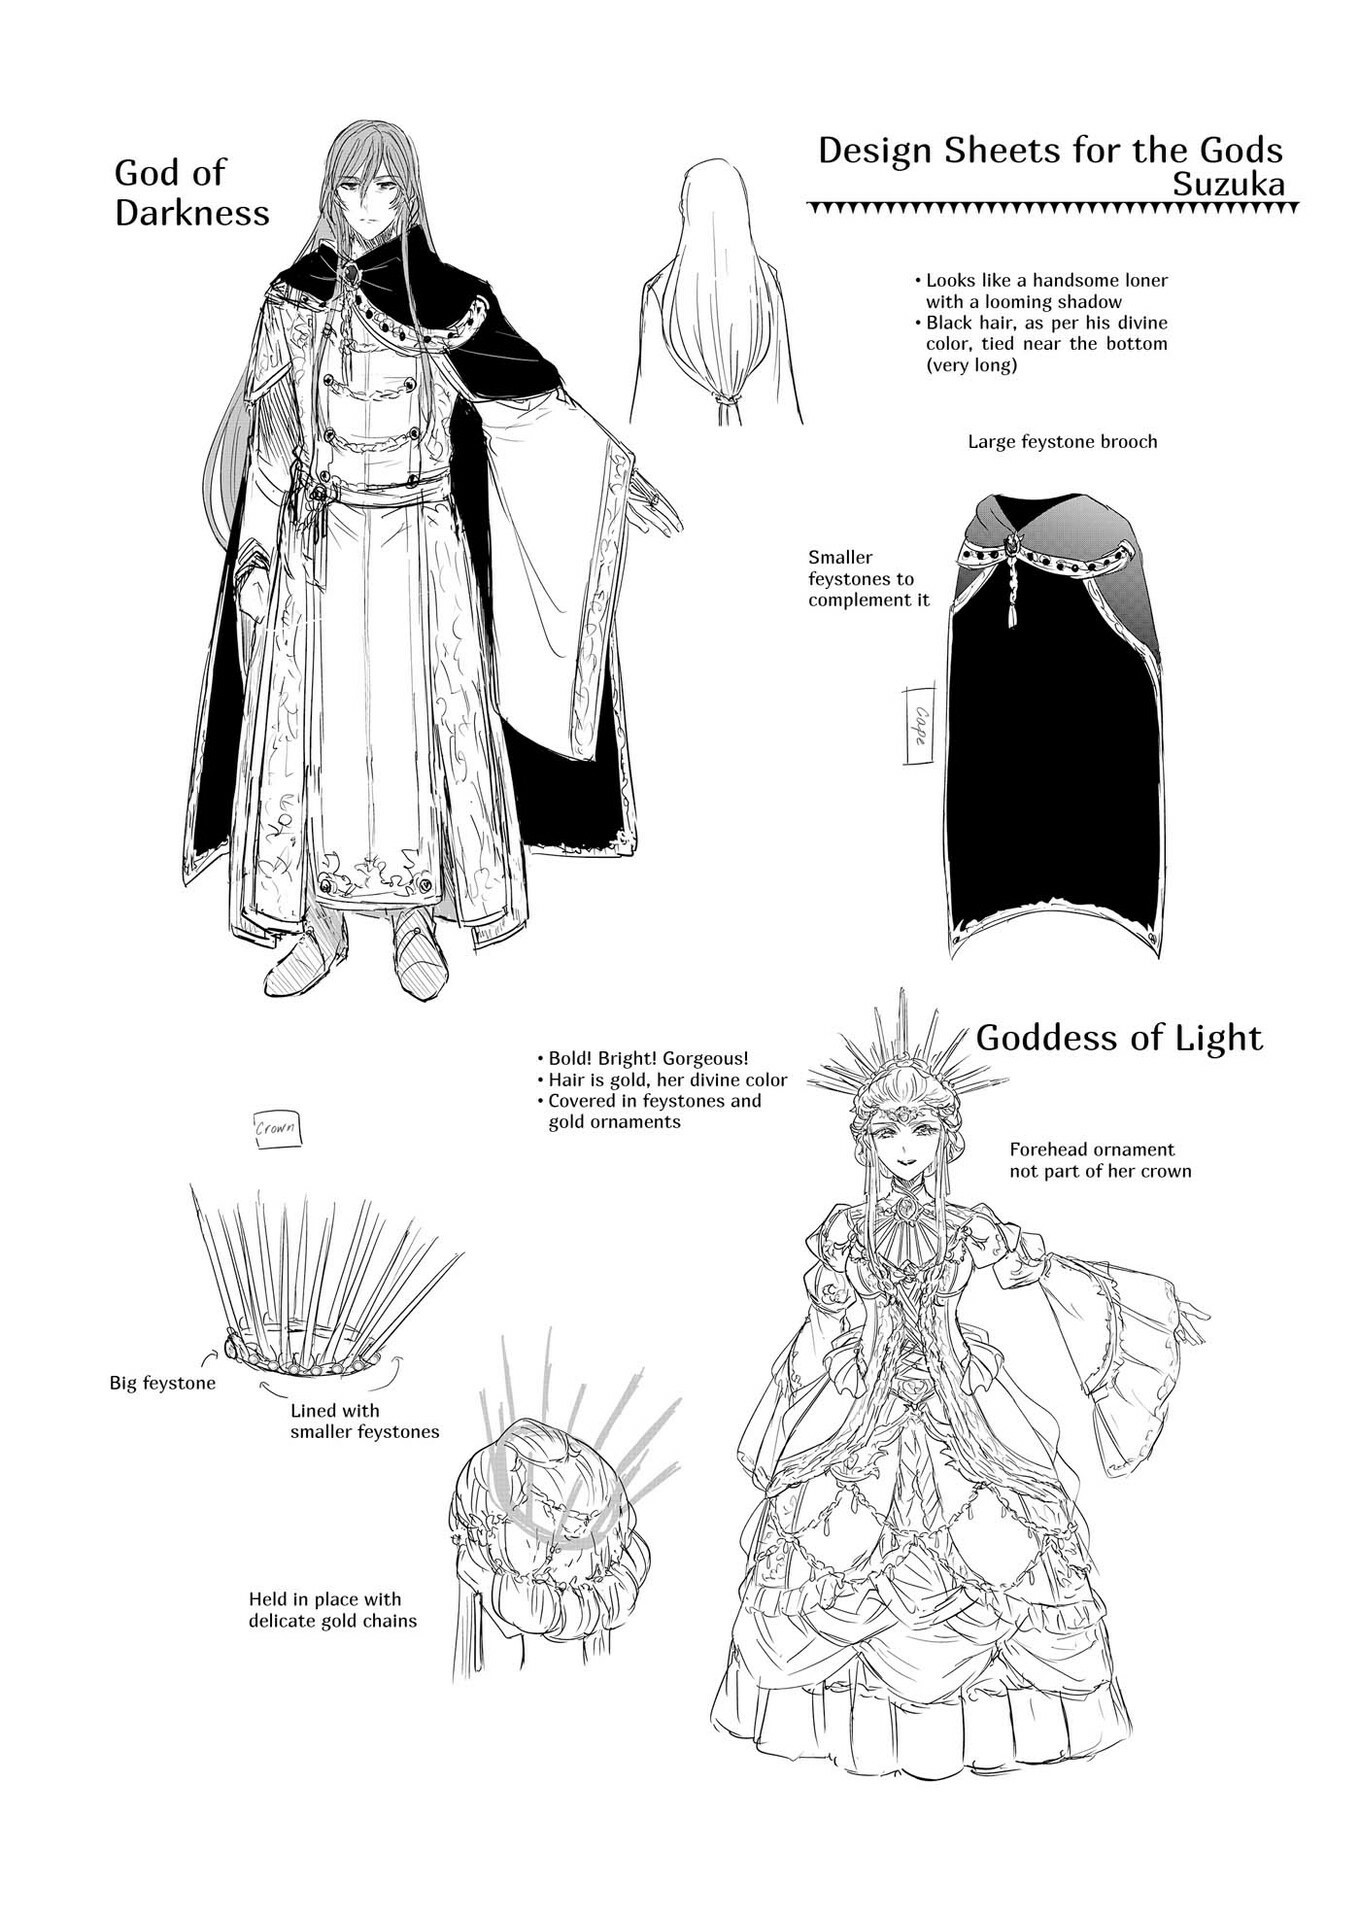 God of
Darkness
Design Sheets for the Gods
Suzuka
• Looks like a handsome loner
with a looming shadow
• Black hair, as per his divine
color, tied near the bottom
(very long)
Large feystone brooch
Smaller
feystones to
complement it
Cape
Goddess of Light
• Bold! Bright! Gorgeous!
• Hair is gold, her divine color
• Covered in feystones and
gold ornaments
Crown
Forehead ornament
not part of her crown
Big feystone
Lined with
smaller feystones
Held in place with
delicate gold chains